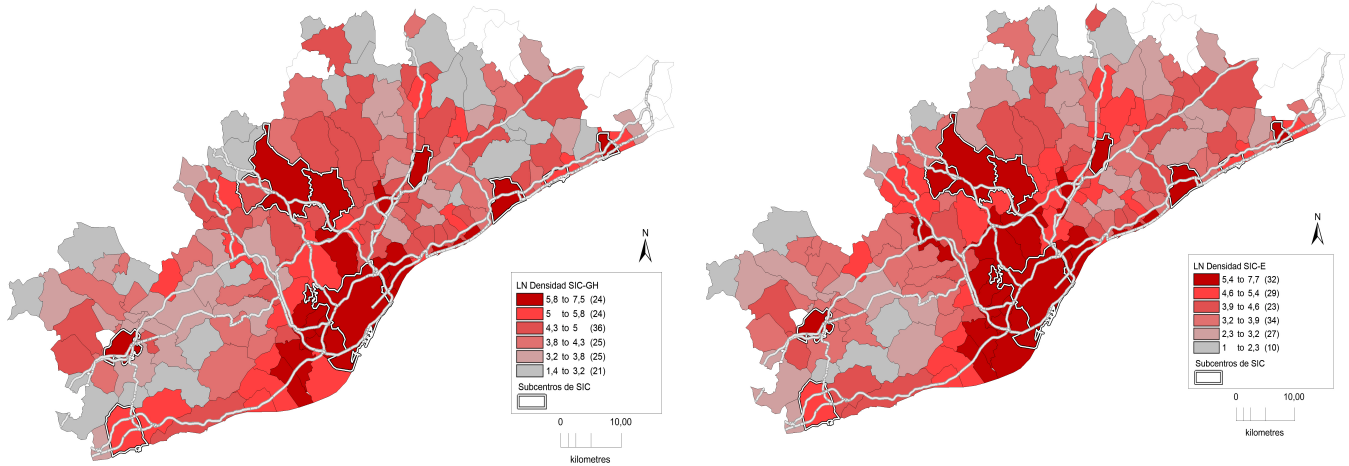 N
LN Densidad SIC-GH
5,8 to 7,5 (24)
5 to 5,8 (24)
4,3 to 5 (36)
3,8 to 4,3 (25)
3,2 to 3,8 (25)
1,4 to 3,2 (21)
Subcentros de SIC
0 10,00
kilometres
N
LN Densidad SIC-E
5,4 to 7,7 (32)
4,6 to 5,4 (29)
3,9 to 4,6 (23)
3,2 to 3,9 (34)
2,3 to 3,2 (27)
1 to 2,3 (10)
Subcentros de SIC
0 10,00
kilometres